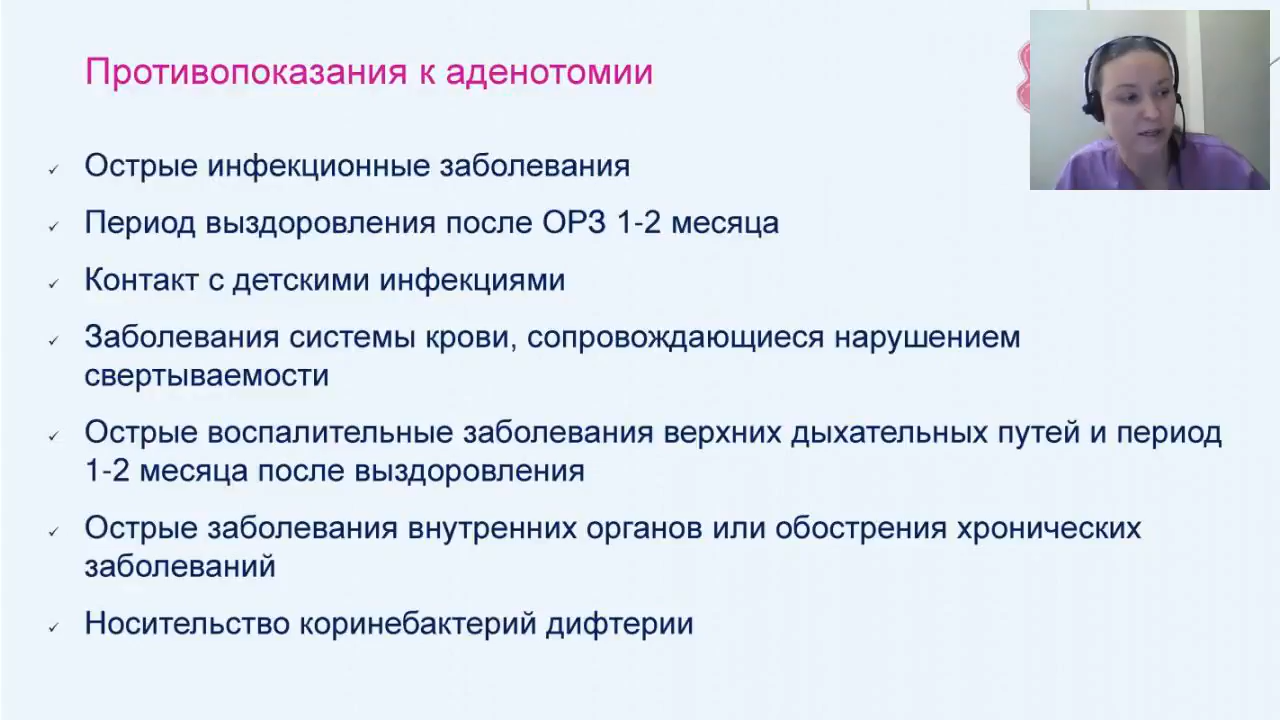 Противопоказания к аденотомии
Острые инфекционные заболевания
Период выздоровления после ОРЗ 1-2 месяца
Контакт с детскими инфекциями
Заболевания системы крови, сопровождающиеся нарушением
свертываемости
Острые воспалительные заболевания верхних дыхательных путей и период
1-2 месяца после выздоровления
Острые заболевания внутренних органов или обострения хронических
заболеваний
Носительство коринебактерий дифтерии